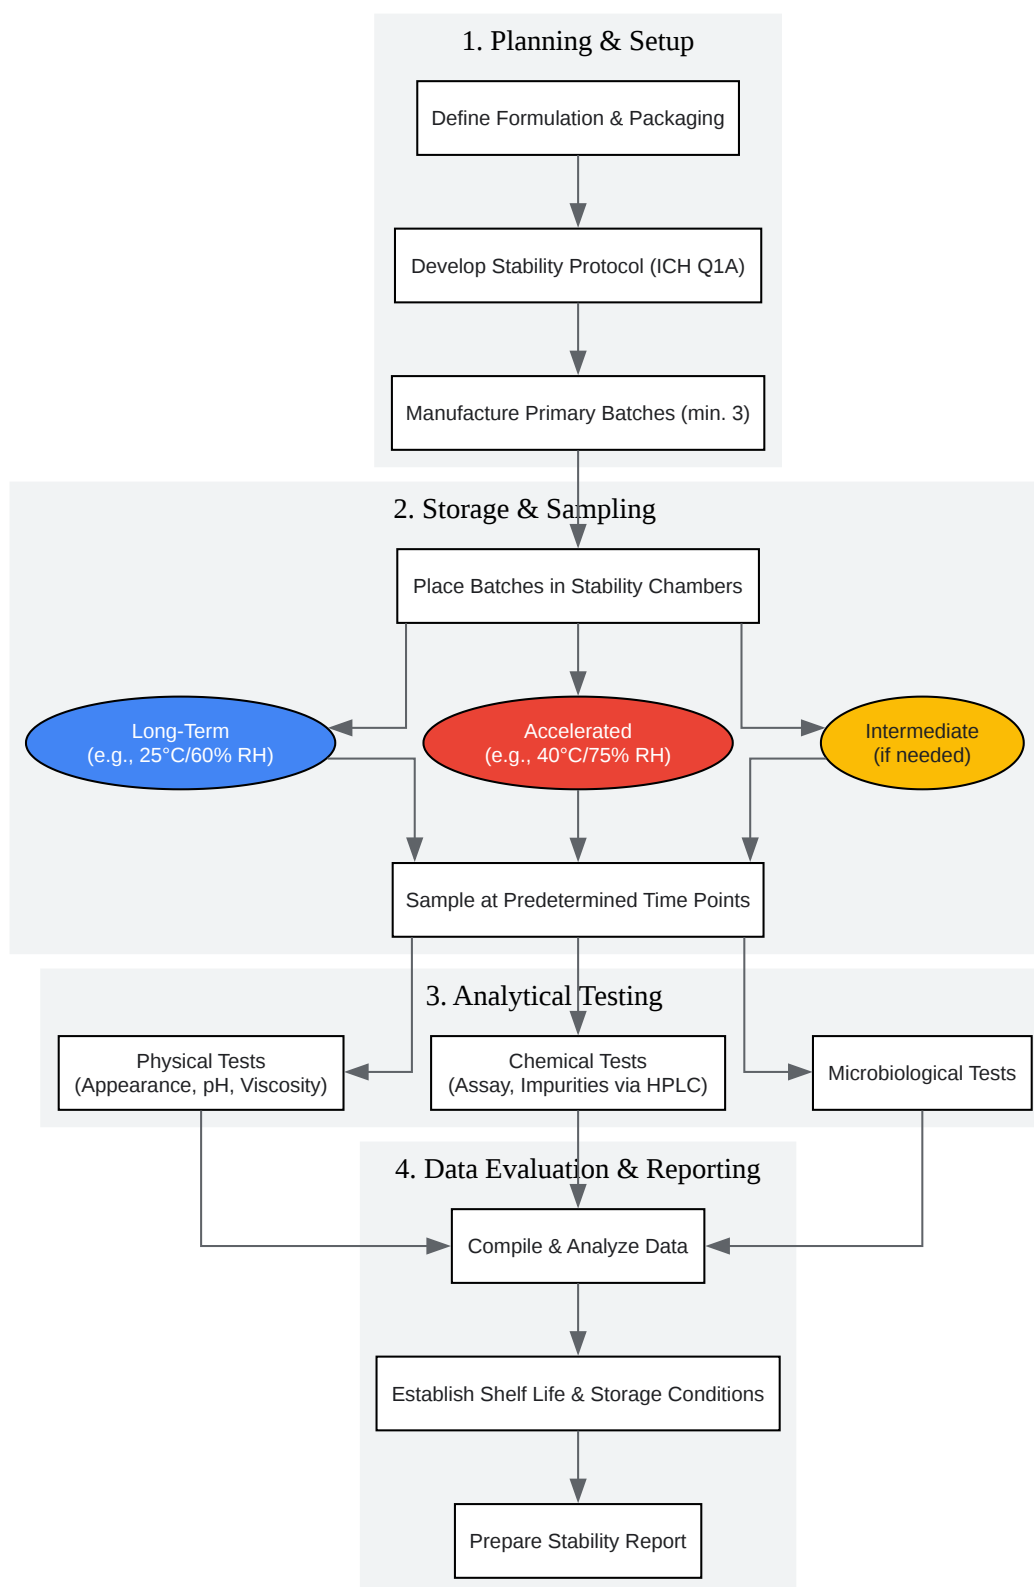 1. Planning & Setup
Define Formulation & Packaging
Develop Stability Protocol (ICH Q1A)
Manufacture Primary Batches (min. 3)
2. Storage & Sampling
Place Batches in Stability Chambers
Long-Term
(e.g., 25°C/60% RH)
Accelerated
(e.g., 40°C/75% RH)
Intermediate
(if needed)
Sample at Predetermined Time Points
3. Analytical Testing
Physical Tests
(Appearance, pH, Viscosity)
Chemical Tests
(Assay, Impurities via HPLC)
Microbiological Tests
4. Data Evaluation & Reporting
Compile & Analyze Data
Establish Shelf Life & Storage Conditions
Prepare Stability Report